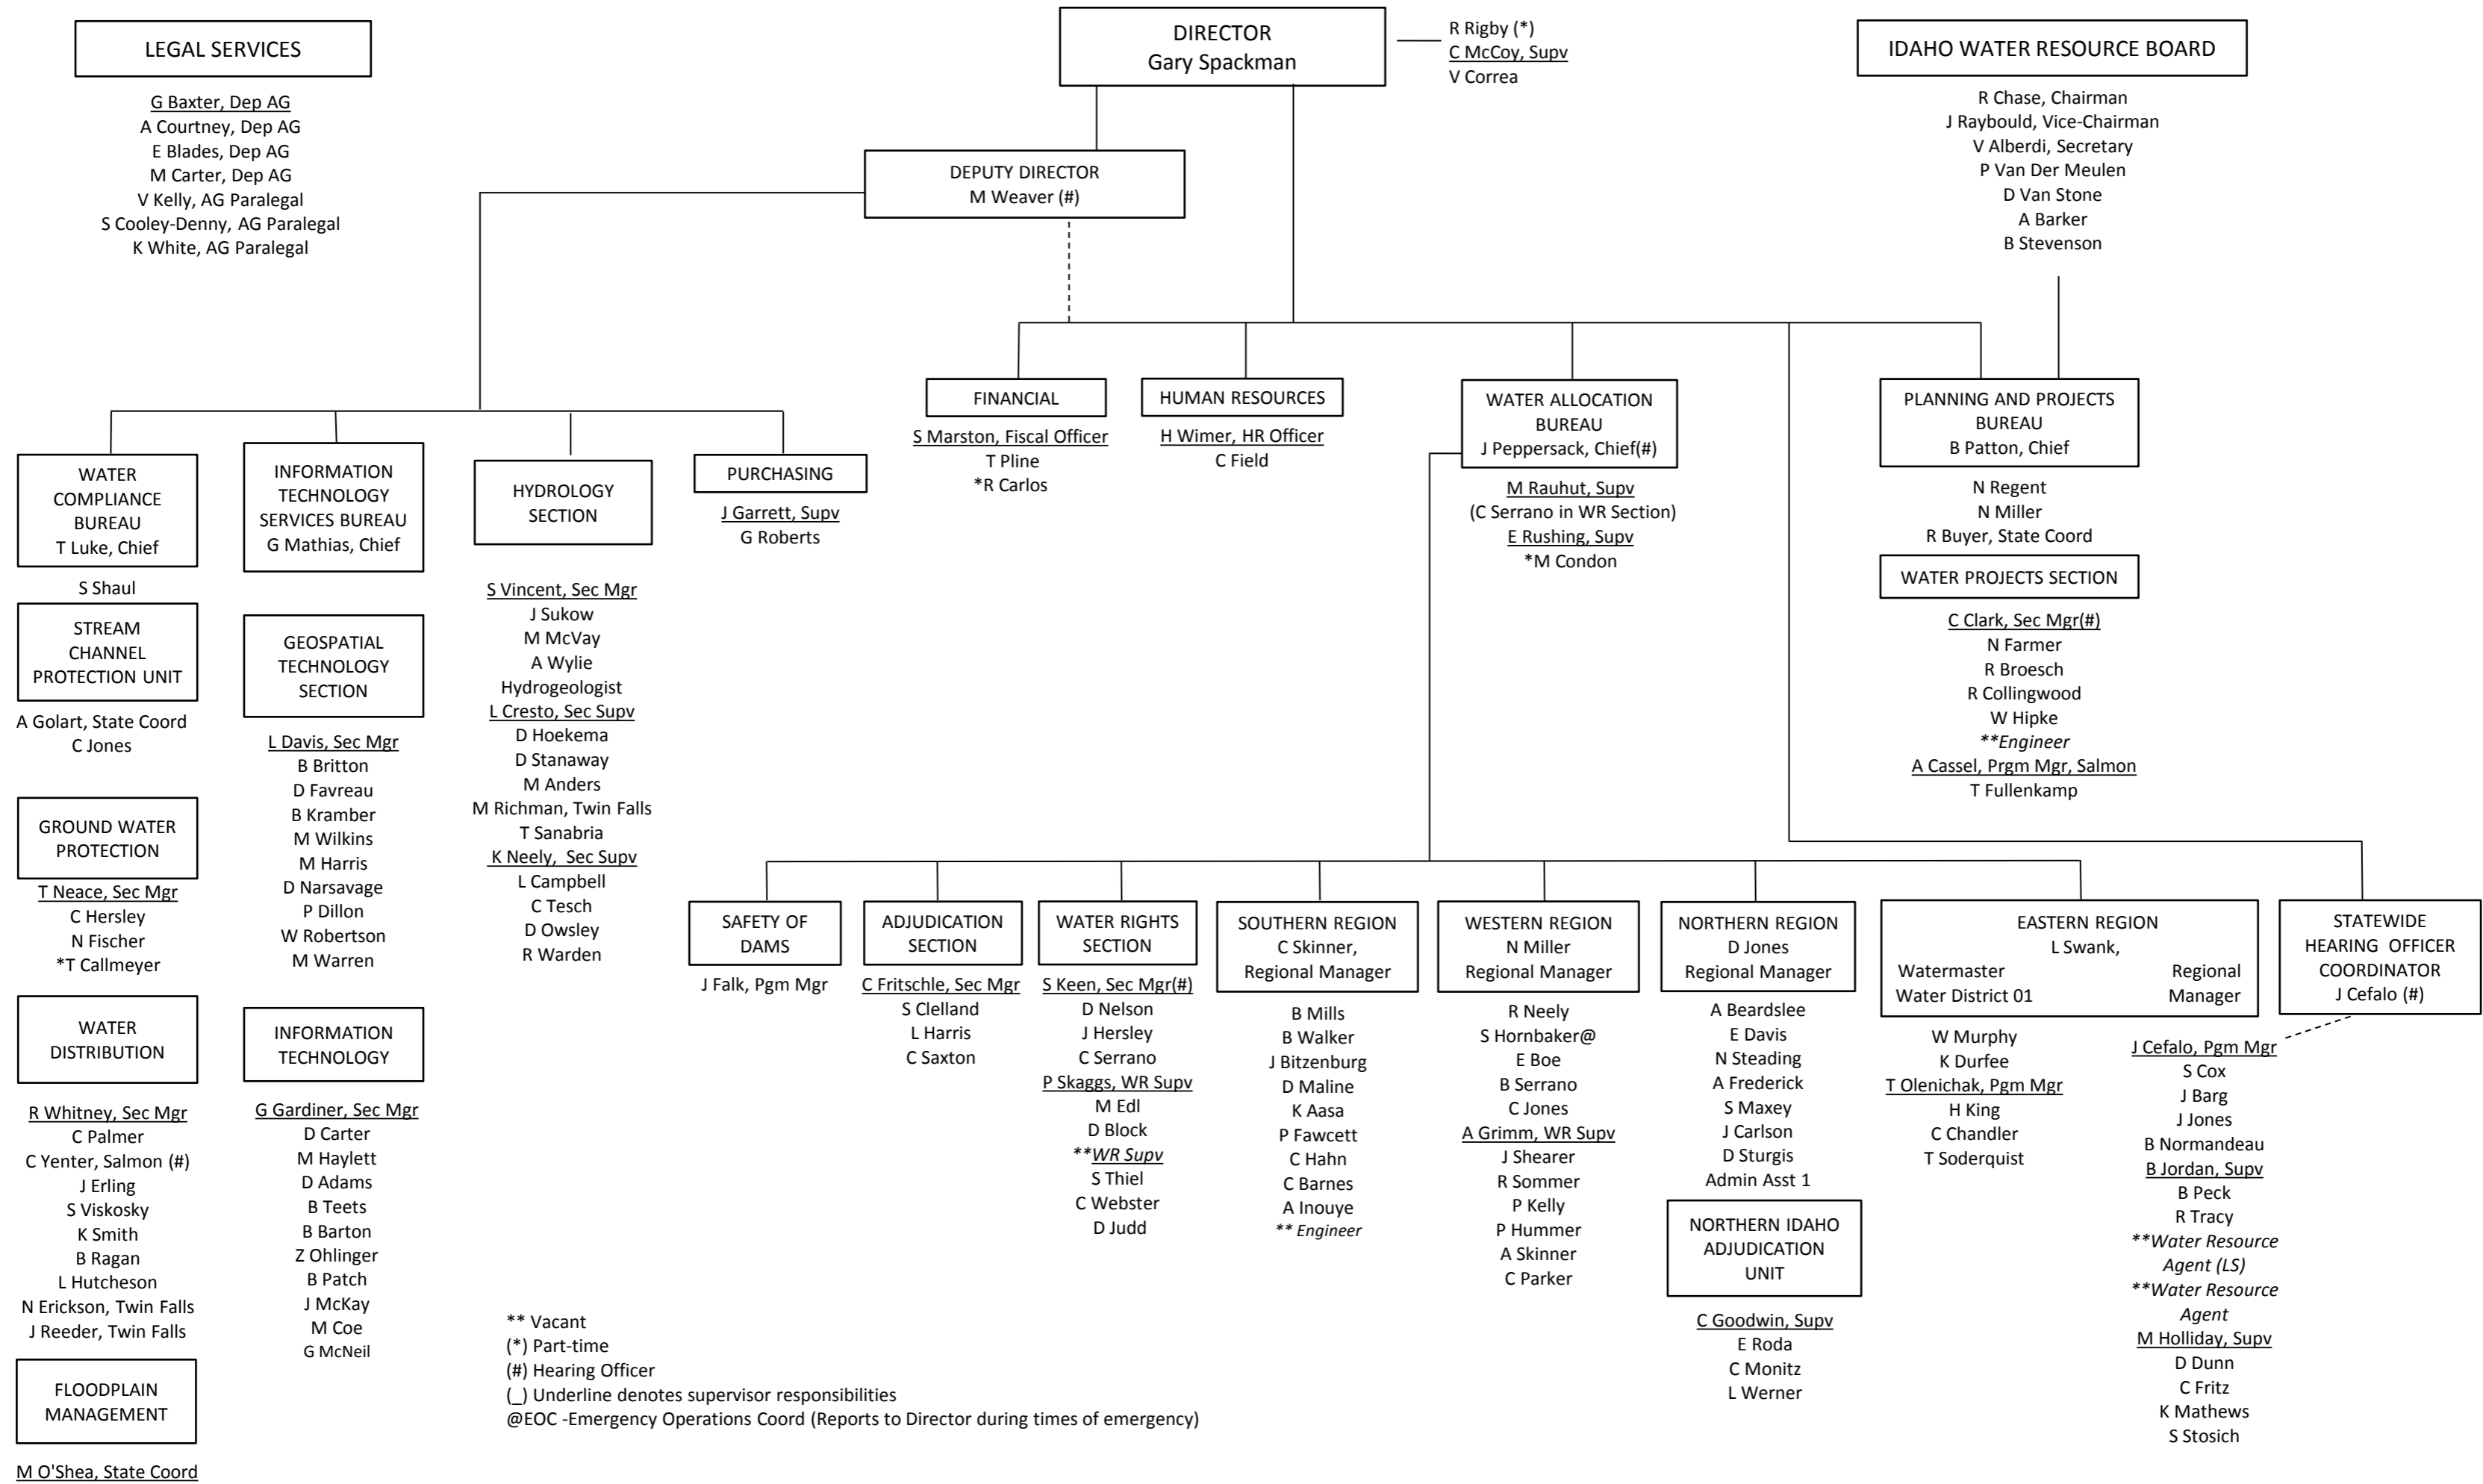 LEGAL SERVICES
G Baxter, Dep AG
A Courtney, Dep AG
E Blades, Dep AG
M Carter, Dep AG
V Kelly, AG Paralegal
S Cooley-Denny, AG Paralegal
K White, AG Paralegal
DIRECTOR
Gary Spackman
R Rigby (*)
C McCoy, Supv
V Correa
IDAHO WATER RESOURCE BOARD
R Chase, Chairman
J Raybould, Vice-Chairman
V Alberdi, Secretary
P Van Der Meulen
D Van Stone
A Barker
B Stevenson
DEPUTY DIRECTOR
M Weaver (#)
WATER
COMPLIANCE
BUREAU
T Luke, Chief
S Shaul
STREAM
CHANNEL
PROTECTION UNIT
A Golart, State Coord
C Jones
GROUND WATER
PROTECTION
T Neace, Sec Mgr
C Hersley
N Fischer
*T Callmeyer
WATER
DISTRIBUTION
R Whitney, Sec Mgr
C Palmer
C Yenter, Salmon (#)
J Erling
S Viskosky
K Smith
B Ragan
L Hutcheson
N Erickson, Twin Falls
J Reeder, Twin Falls
FLOODPLAIN
MANAGEMENT
M O'Shea, State Coord
INFORMATION
TECHNOLOGY
SERVICES BUREAU
G Mathias, Chief
GEOSPATIAL
TECHNOLOGY
SECTION
L Davis, Sec Mgr
B Britton
D Favreau
B Kramber
M Wilkins
M Harris
D Narsavage
P Dillon
W Robertson
M Warren
INFORMATION
TECHNOLOGY
G Gardiner, Sec Mgr
D Carter
M Haylett
D Adams
B Teets
B Barton
Z Ohlinger
B Patch
J McKay
M Coe
G McNeil
HYDROLOGY
SECTION
S Vincent, Sec Mgr
J Sukow
M McVay
A Wylie
Hydrogeologist
L Cresto, Sec Supv
D Hoekema
D Stanaway
M Anders
M Richman, Twin Falls
T Sanabria
K Neely, Sec Supv
L Campbell
C Tesch
D Owsley
R Warden
PURCHASING
J Garrett, Supv
G Roberts
FINANCIAL
S Marston, Fiscal Officer
T Pline
*R Carlos
HUMAN RESOURCES
H Wimer, HR Officer
C Field
WATER ALLOCATION
BUREAU
J Peppersack, Chief(#)
M Rauhut, Supv
(C Serrano in WR Section)
E Rushing, Supv
*M Condon
PLANNING AND PROJECTS
BUREAU
B Patton, Chief
N Regent
N Miller
R Buyer, State Coord
WATER PROJECTS SECTION
C Clark, Sec Mgr(#)
N Farmer
R Broesch
R Collingwood
W Hipke
**Engineer
A Cassel, Prgm Mgr, Salmon
T Fullenkamp
SAFETY OF
DAMS
J Falk, Pgm Mgr
ADJUDICATION
SECTION
C Fritschle, Sec Mgr
S Clelland
L Harris
C Saxton
WATER RIGHTS
SECTION
S Keen, Sec Mgr(#)
D Nelson
J Hersley
C Serrano
P Skaggs, WR Supv
M Edl
D Block
**WR Supv
S Thiel
C Webster
D Judd
SOUTHERN REGION
C Skinner,
Regional Manager
B Mills
B Walker
J Bitzenburg
D Maline
K Aasa
P Fawcett
C Hahn
C Barnes
A Inouye
** Engineer
WESTERN REGION
N Miller
Regional Manager
R Neely
S Hornbaker@
E Boe
B Serrano
C Jones
A Grimm, WR Supv
J Shearer
R Sommer
P Kelly
P Hummer
A Skinner
C Parker
NORTHERN REGION
D Jones
Regional Manager
A Beardslee
E Davis
N Steading
A Frederick
S Maxey
J Carlson
D Sturgis
Admin Asst 1
NORTHERN IDAHO
ADJUDICATION
UNIT
C Goodwin, Supv
E Roda
C Monitz
L Werner
EASTERN REGION
L Swank,
Watermaster Regional
Water District 01 Manager
W Murphy
K Durfee
T Olenichak, Pgm Mgr
H King
C Chandler
T Soderquist
STATEWIDE
HEARING OFFICER
COORDINATOR
J Cefalo (#)
J Cefalo, Pgm Mgr
S Cox
J Barg
J Jones
B Normandeau
B Jordan, Supv
B Peck
R Tracy
**Water Resource
Agent (LS)
**Water Resource
Agent
M Holliday, Supv
D Dunn
C Fritz
K Mathews
S Stosich
** Vacant
(*) Part-time
(#) Hearing Officer
(_) Underline denotes supervisor responsibilities
@EOC -Emergency Operations Coord (Reports to Director during times of emergency)